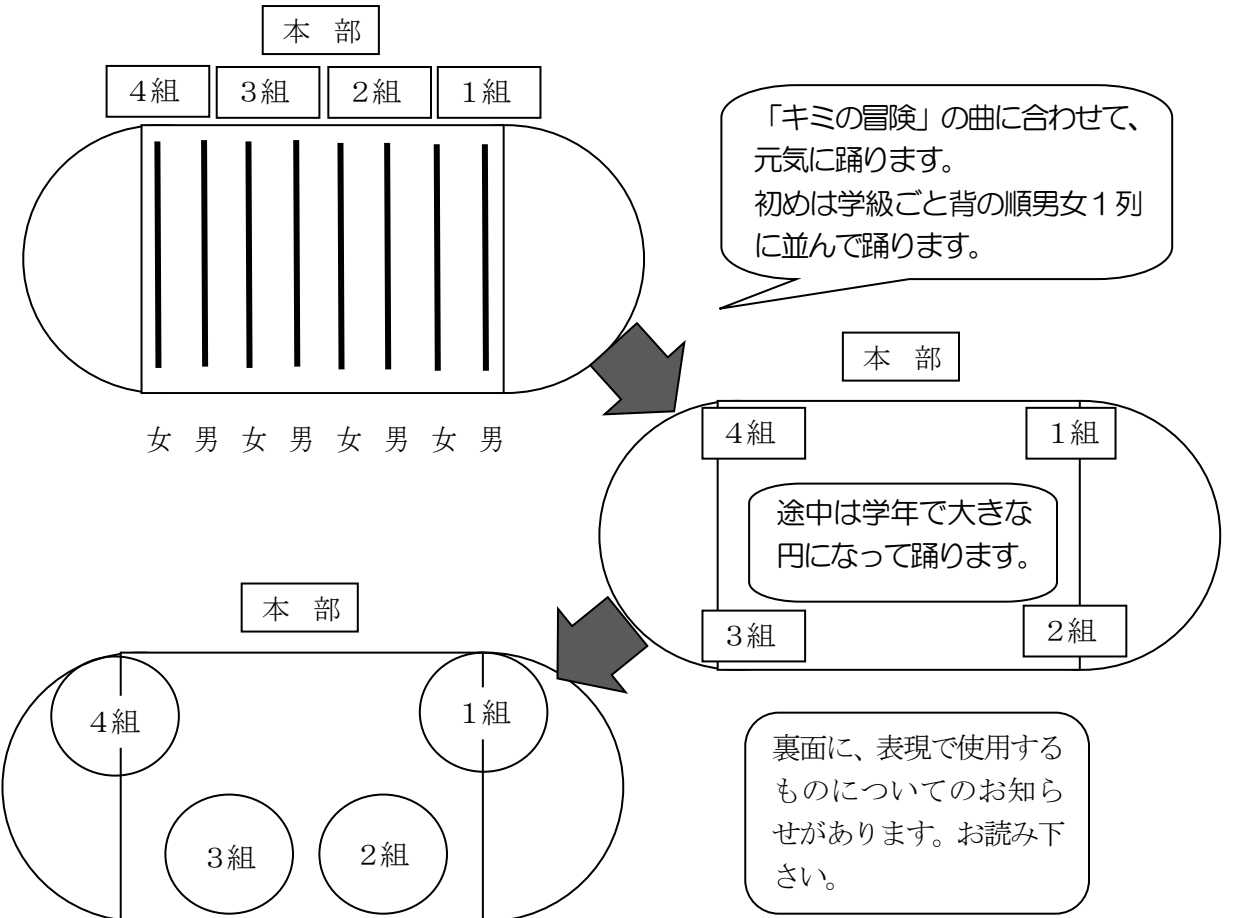 本 部
4組 3組 2組 1組
「キミの冒険」の曲に合わせて、
元気に踊ります。
初めは学級ごと背の順男女1列
に並んで踊ります。
女 男 女 男 女 男 女 男
本 部
4組 1組
途中は学年で大きな
円になって踊ります。
3組 2組
本 部
4組 1組
3組 2組
裏面に、表現で使用する
ものについてのお知ら
せがあります。お読み下
さい。